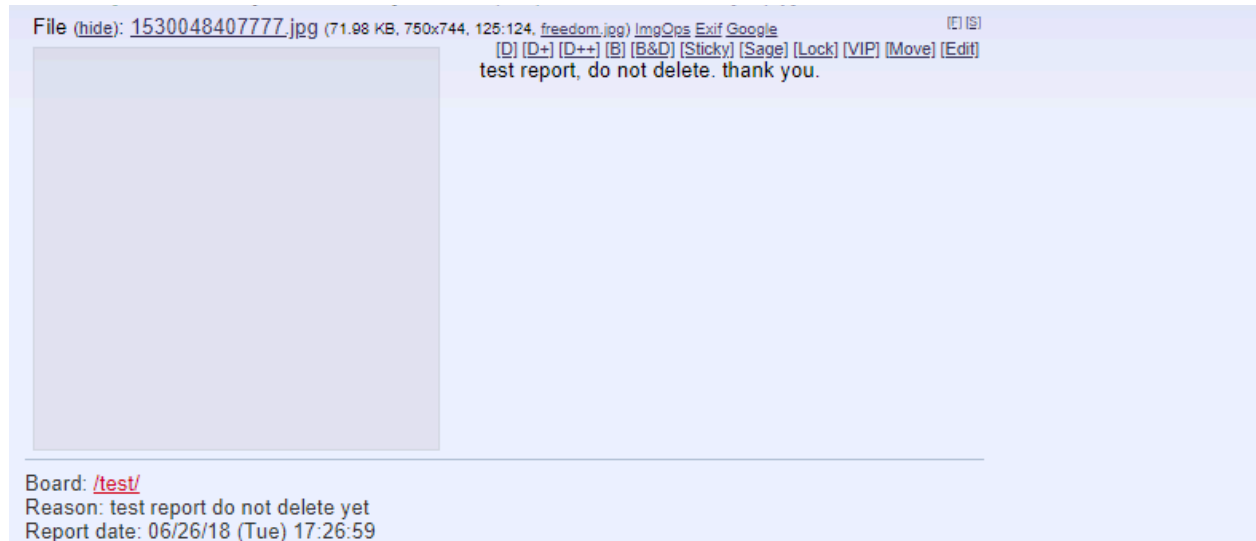 File (hide): 1530048407777.jpg (71.98 KB, 750x744, 125:124, freedom.jpg) ImgOps Exif Google [F] [S]
[D] [D+] [D++] [B] [B&D] [Sticky] [Sage] [Lock] [VIP] [Move] [Edit]
test report, do not delete. thank you.
Board: /test/
Reason: test report do not delete yet
Report date: 06/26/18 (Tue) 17:26:59